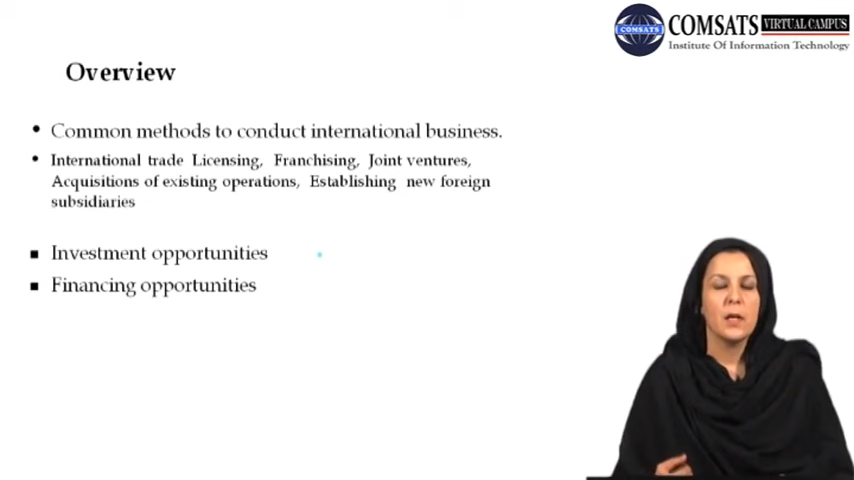 COMSATS
COMSATS VIRTUAL CAMPUS
Institute Of Information Technology
Overview
• Common methods to conduct international business.
• International trade Licensing, Franchising, Joint ventures,
Acquisitions of existing operations, Establishing new foreign
subsidiaries
■ Investment opportunities
■ Financing opportunities